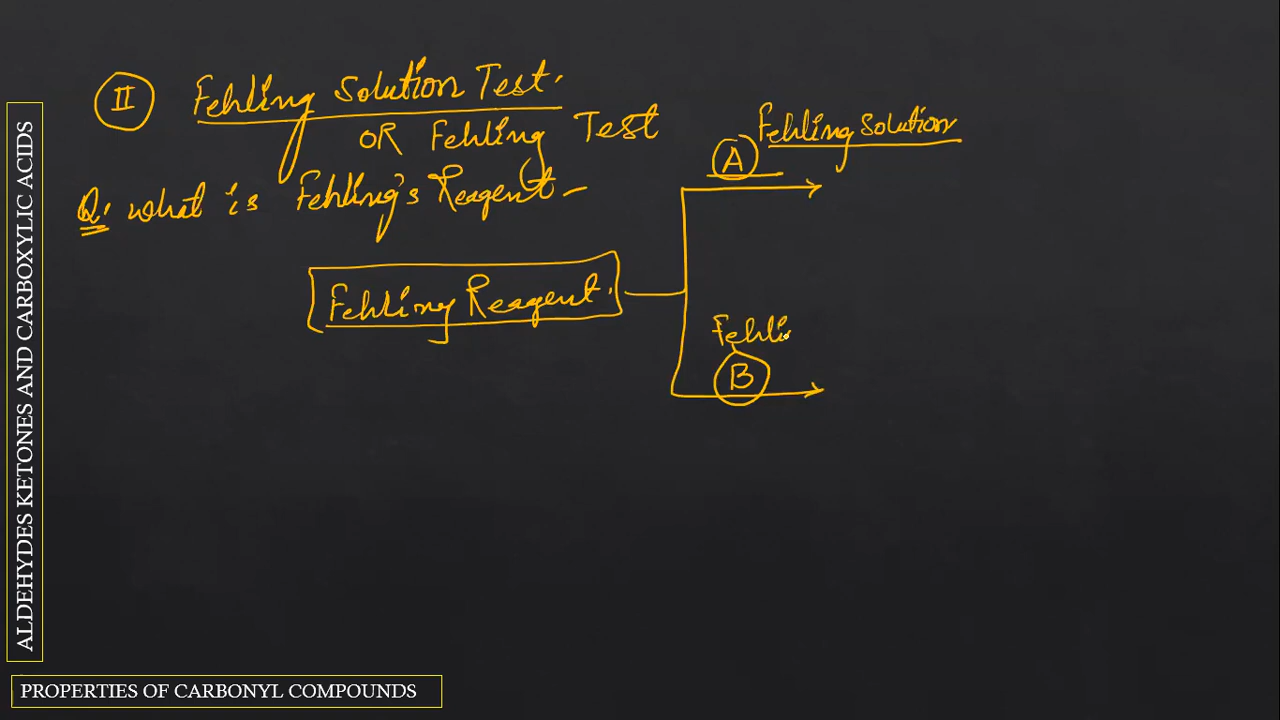 II Fehling Solution Test.
OR Fehling Test
Q: what is Fehling's Reagent –
Fehling Reagent.
A Fehling Solution
Fehli
B
ALDEHYDES KETONES AND CARBOXYLIC ACIDS
PROPERTIES OF CARBONYL COMPOUNDS